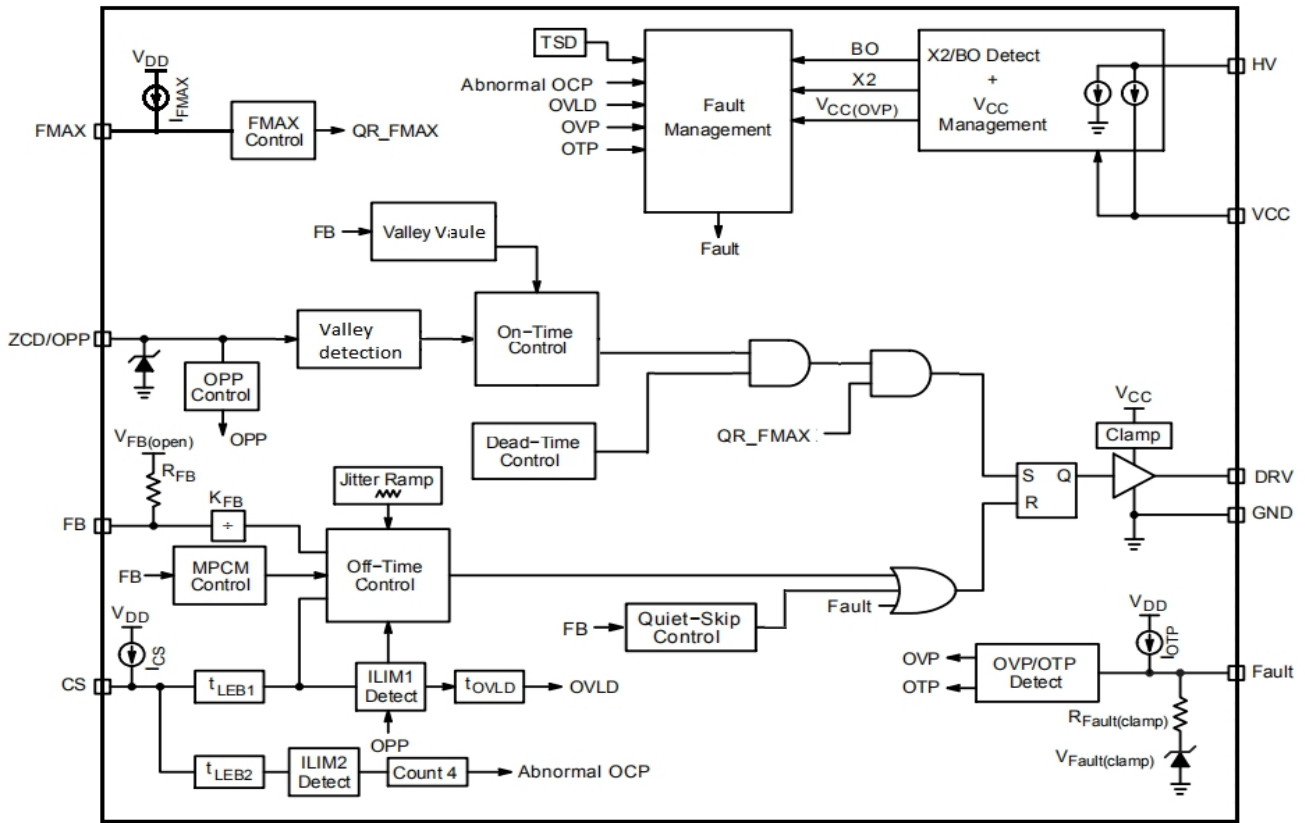 VDD
IFMAX
FMAX
FMAX
Control
QR_FMAX
TSD
Abnormal OCP
OVLD
OVP
OTP
Fault
Management
Fault
BO
X2
VCC(OVP)
X2/BO Detect
+
VCC
Management
HV
VCC
FB
Valley Vaule
ZCD/OPP
Valley
detection
On-Time
Control
OPP
Control
OPP
Dead-Time
Control
QR_FMAX
VFB(open)
RFB
FB
KFB
÷
Jitter Ramp
FB
MPCM
Control
Off-Time
Control
S Q
R
VCC
Clamp
DRV
GND
Fault
FB
Quiet-Skip
Control
VDD
ICS
CS
tLEB1
ILIM1
Detect
tOVLD
OVLD
OPP
tLEB2
ILIM2
Detect
Count 4
Abnormal OCP
OVP
OTP
OVP/OTP
Detect
VDD
IOTP
Fault
RFault(clamp)
VFault(clamp)